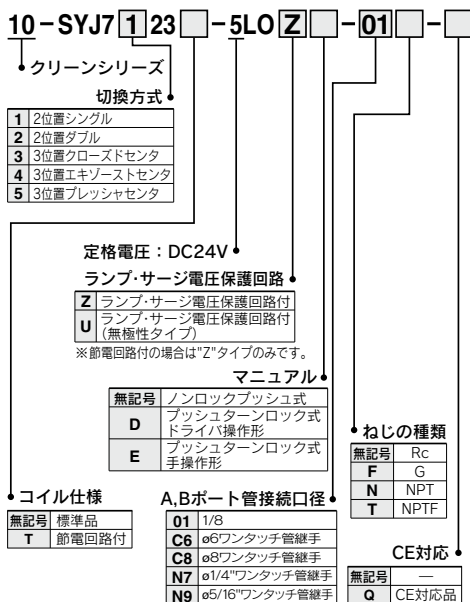 10-SYJ7 1 23 □-5LO Z □-01 □-□
クリーンシリーズ
切換方式
1 2位置シングル
2 2位置ダブル
3 3位置クローズドセンタ
4 3位置エキゾーストセンタ
5 3位置プレッシャセンタ
定格電圧：DC24V
ランプ･サージ電圧保護回路
Z ランプ･サージ電圧保護回路付
U ランプ･サージ電圧保護回路付
（無極性タイプ）
※節電回路付の場合は"Z"タイプのみです。
マニュアル
無記号 ノンロックプッシュ式
D プッシュターンロック式
ドライバ操作形
E プッシュターンロック式
手操作形
ねじの種類
無記号 Rc
F G
N NPT
T NPTF
コイル仕様
無記号 標準品
T 節電回路付
A,Bポート管接続口径
01 1/8
C6 ø6ワンタッチ管継手
C8 ø8ワンタッチ管継手
N7 ø1/4"ワンタッチ管継手
N9 ø5/16"ワンタッチ管継手
CE対応
無記号 —
Q CE対応品